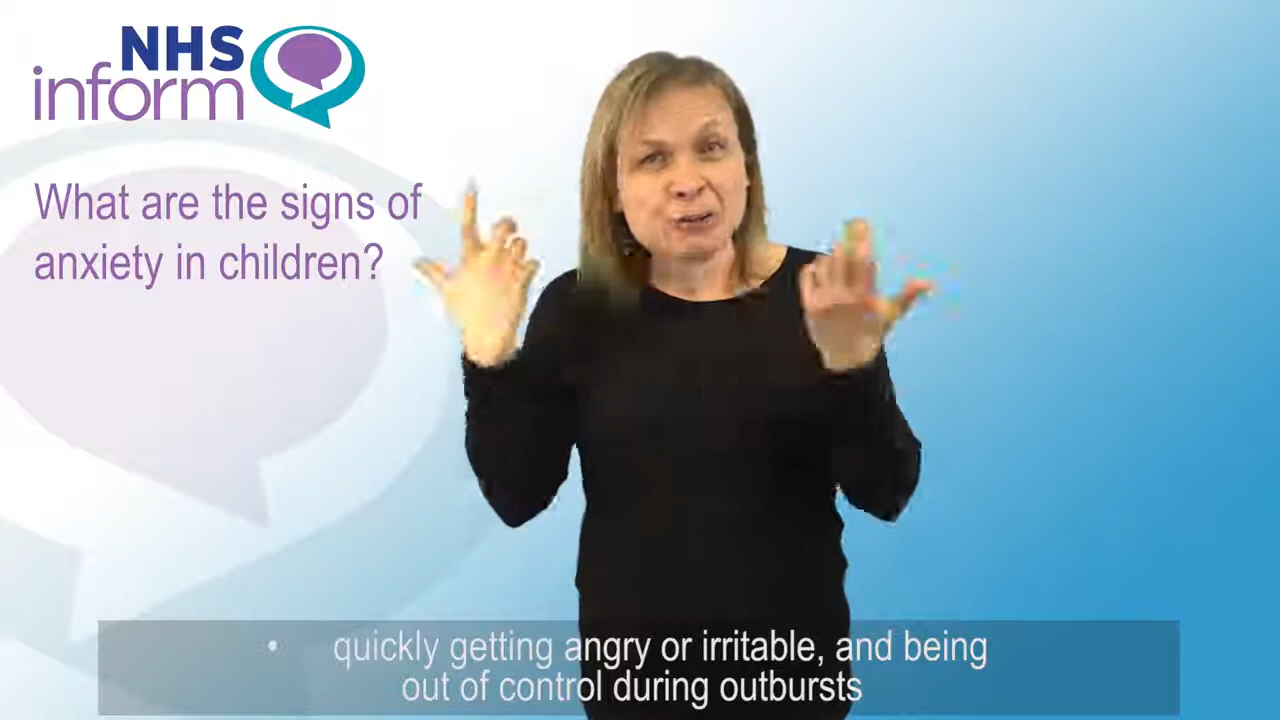 NHS
inform
What are the signs of
anxiety in children?
• quickly getting angry or irritable, and being
out of control during outbursts